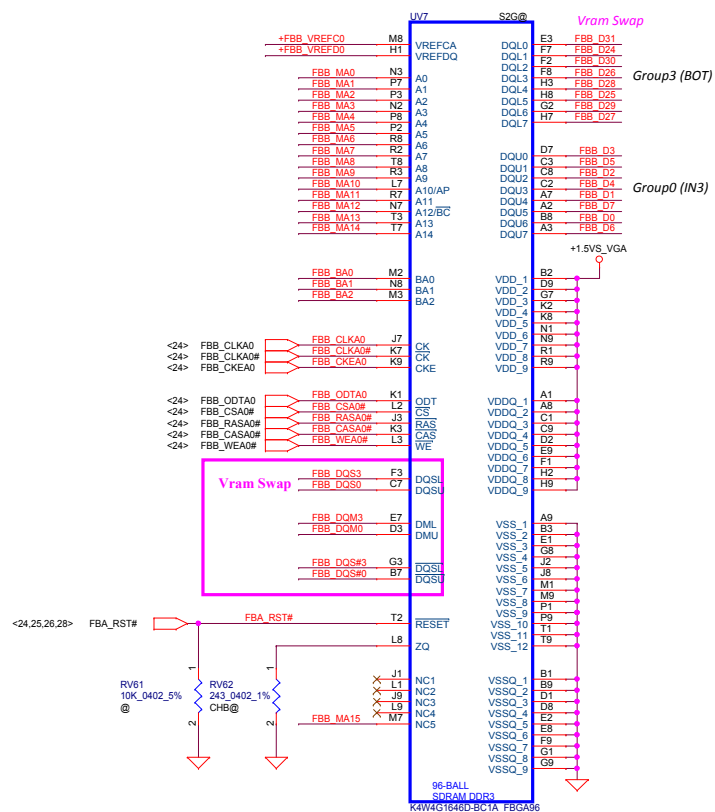 UV7 S2G@ Vram Swap
+FBB_VREFC0 M8 VREFCA DQL0 E3 FBB_D31
+FBB_VREFD0 H1 VREFDQ DQL1 F7 FBB_D24
DQL2 F2 FBB_D30
A0 N3 FBB_MA0 DQL3 F8 FBB_D26 Group3 (BOT)
FBB_MA1 P7 A1 DQL4 H3 FBB_D28
FBB_MA2 P3 A2 DQL5 H8 FBB_D25
FBB_MA3 N2 A3 DQL6 G2 FBB_D29
FBB_MA4 P8 A4 DQL7 H7 FBB_D27
FBB_MA5 P2 A5
FBB_MA6 R8 A6
FBB_MA7 R2 A7 DQU0 D7 FBB_D3
FBB_MA8 T8 A8 DQU1 C3 FBB_D5
FBB_MA9 R3 A9 DQU2 C8 FBB_D2
FBB_MA10 L7 A10/AP DQU3 C2 FBB_D4 Group0 (IN3)
FBB_MA11 R7 A11 DQU4 A7 FBB_D1
FBB_MA12 N7 A12/BC DQU5 A2 FBB_D7
FBB_MA13 T3 A13 DQU6 B8 FBB_D0
FBB_MA14 T7 A14 DQU7 A3 FBB_D6
+1.5VS_VGA
FBB_BA0 M2 BA0 VDD_1 B2
FBB_BA1 N8 BA1 VDD_2 D9
FBB_BA2 M3 BA2 VDD_3 G7
VDD_4 K2
VDD_5 K8
VDD_6 N1
<24> FBB_CLKA0 FBB_CLKA0 J7 CK VDD_7 N9
<24> FBB_CLKA0# FBB_CLKA0# K7 CK VDD_8 R1
<24> FBB_CKEA0 FBB_CKEA0 K9 CKE VDD_9 R9
<24> FBB_ODTA0 FBB_ODTA0 K1 ODT VDDQ_1 A1
<24> FBB_CSA0# FBB_CSA0# L2 CS VDDQ_2 A8
<24> FBB_RASA0# FBB_RASA0# J3 RAS VDDQ_3 C1
<24> FBB_CASA0# FBB_CASA0# K3 CAS VDDQ_4 C9
<24> FBB_WEA0# FBB_WEA0# L3 WE VDDQ_5 D2
VDDQ_6 E9
VDDQ_7 F1
Vram Swap FBB_DQS3 F3 DQSL VDDQ_8 H2
FBB_DQS0 C7 DQSU VDDQ_9 H9
FBB_DQM3 E7 DML VSS_1 A9
FBB_DQM0 D3 DMU VSS_2 B3
VSS_3 E1
VSS_4 G8
FBB_DQS#3 G3 DQSL VSS_5 J2
FBB_DQS#0 B7 DQSU VSS_6 J8
VSS_7 M1
VSS_8 M9
VSS_9 P1
<24,25,26,28> FBA_RST# FBA_RST# T2 RESET VSS_10 P9
VSS_11 T1
L8 ZQ VSS_12 T9
1 1
RV61 RV62 J1 NC1 VSSQ_1 B1
10K_0402_5% 243_0402_1% L1 NC2 VSSQ_2 B9
@ CHB@ J9 NC3 VSSQ_3 D1
L9 NC4 VSSQ_4 D8
2 2 FBB_MA15 M7 NC5 VSSQ_5 E2
VSSQ_6 E8
VSSQ_7 F9
VSSQ_8 G1
VSSQ_9 G9
96-BALL
SDRAM DDR3
K4W4G1646D-BC1A_FBGA96